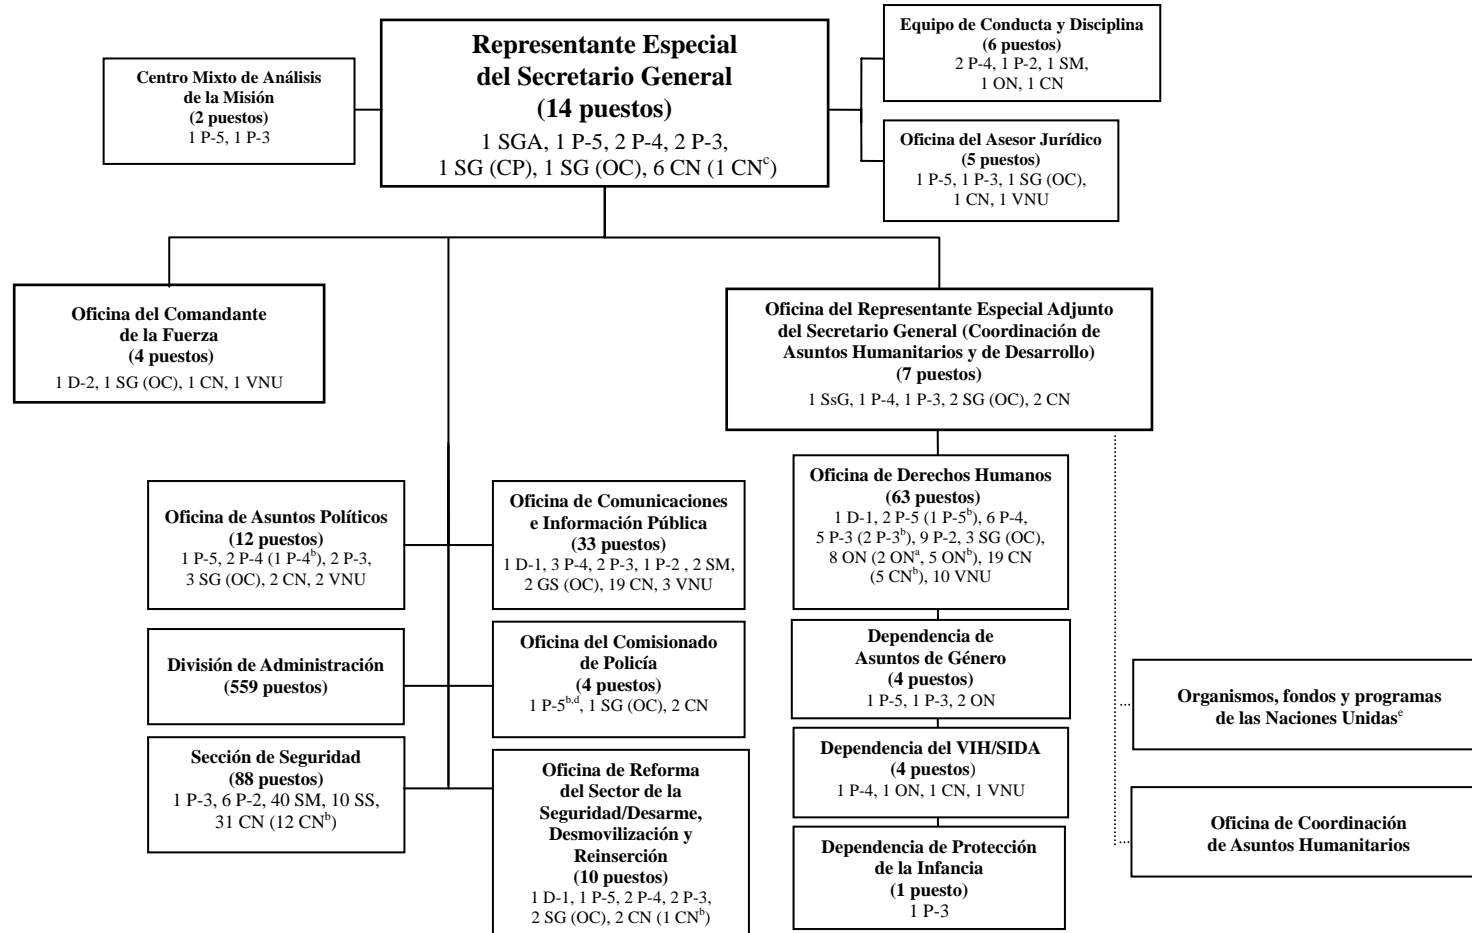 Representante Especial
del Secretario General
(14 puestos)
1 SGA, 1 P-5, 2 P-4, 2 P-3,
1 SG (CP), 1 SG (OC), 6 CN (1 CNᶜ)
Centro Mixto de Análisis
de la Misión
(2 puestos)
1 P-5, 1 P-3
Equipo de Conducta y Disciplina
(6 puestos)
2 P-4, 1 P-2, 1 SM,
1 ON, 1 CN
Oficina del Asesor Jurídico
(5 puestos)
1 P-5, 1 P-3, 1 SG (OC),
1 CN, 1 VNU
Oficina del Comandante
de la Fuerza
(4 puestos)
1 D-2, 1 SG (OC), 1 CN, 1 VNU
Oficina del Representante Especial Adjunto
del Secretario General (Coordinación de
Asuntos Humanitarios y de Desarrollo)
(7 puestos)
1 SsG, 1 P-4, 1 P-3, 2 SG (OC), 2 CN
Oficina de Asuntos Políticos
(12 puestos)
1 P-5, 2 P-4 (1 P-4ᵇ), 2 P-3,
3 SG (OC), 2 CN, 2 VNU
Oficina de Comunicaciones
e Información Pública
(33 puestos)
1 D-1, 3 P-4, 2 P-3, 1 P-2 , 2 SM,
2 GS (OC), 19 CN, 3 VNU
División de Administración
(559 puestos)
Oficina del Comisionado
de Policía
(4 puestos)
1 P-5ᵇ,ᵈ, 1 SG (OC), 2 CN
Sección de Seguridad
(88 puestos)
1 P-3, 6 P-2, 40 SM, 10 SS,
31 CN (12 CNᵇ)
Oficina de Reforma
del Sector de la
Seguridad/Desarme,
Desmovilización y
Reinserción
(10 puestos)
1 D-1, 1 P-5, 2 P-4, 2 P-3,
2 SG (OC), 2 CN (1 CNᵇ)
Oficina de Derechos Humanos
(63 puestos)
1 D-1, 2 P-5 (1 P-5ᵇ), 6 P-4,
5 P-3 (2 P-3ᵇ), 9 P-2, 3 SG (OC),
8 ON (2 ONᵃ, 5 ONᵇ), 19 CN
(5 CNᵇ), 10 VNU
Dependencia de
Asuntos de Género
(4 puestos)
1 P-5, 1 P-3, 2 ON
Dependencia del VIH/SIDA
(4 puestos)
1 P-4, 1 ON, 1 CN, 1 VNU
Dependencia de Protección
de la Infancia
(1 puesto)
1 P-3
Organismos, fondos y programas
de las Naciones Unidasᵉ
Oficina de Coordinación
de Asuntos Humanitarios